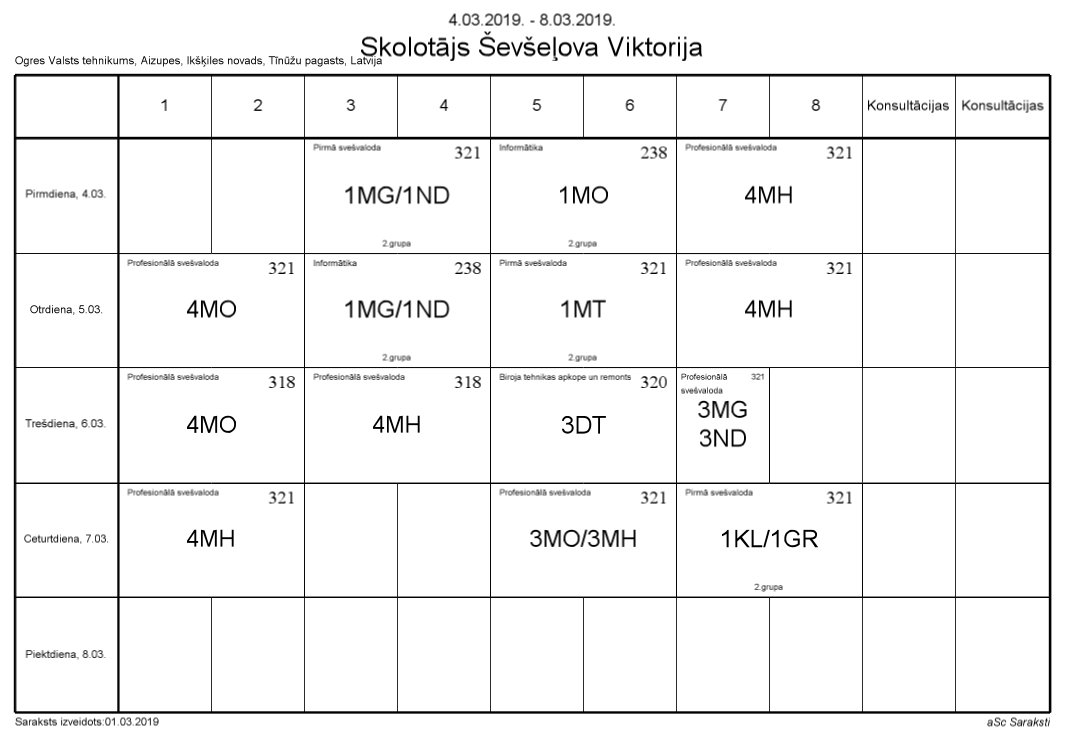 4.03.2019. - 8.03.2019.
Skolotājs Ševšeļova Viktorija
Ogres Valsts tehnikums, Aizupes, Ikšķiles novads, Tīnūžu pagasts, Latvija
1 2 3 4 5 6 7 8 Konsultācijas Konsultācijas
Pirmdiena, 4.03.
Pirmā svešvaloda 321
1MG/1ND
2.grupa
Informātika 238
1MO
2.grupa
Profesionālā svešvaloda 321
4MH
Otrdiena, 5.03.
Profesionālā svešvaloda 321
4MO
Informātika 238
1MG/1ND
2.grupa
Pirmā svešvaloda 321
1MT
2.grupa
Profesionālā svešvaloda 321
4MH
Trešdiena, 6.03.
Profesionālā svešvaloda 318
4MO
Profesionālā svešvaloda 318
4MH
Biroja tehnikas apkope un remonts 320
3DT
Profesionālā 321
svešvaloda
3MG
3ND
Ceturtdiena, 7.03.
Profesionālā svešvaloda 321
4MH
Profesionālā svešvaloda 321
3MO/3MH
Pirmā svešvaloda 321
1KL/1GR
2.grupa
Piektdiena, 8.03.
Saraksts izveidots:01.03.2019
aSc Saraksti